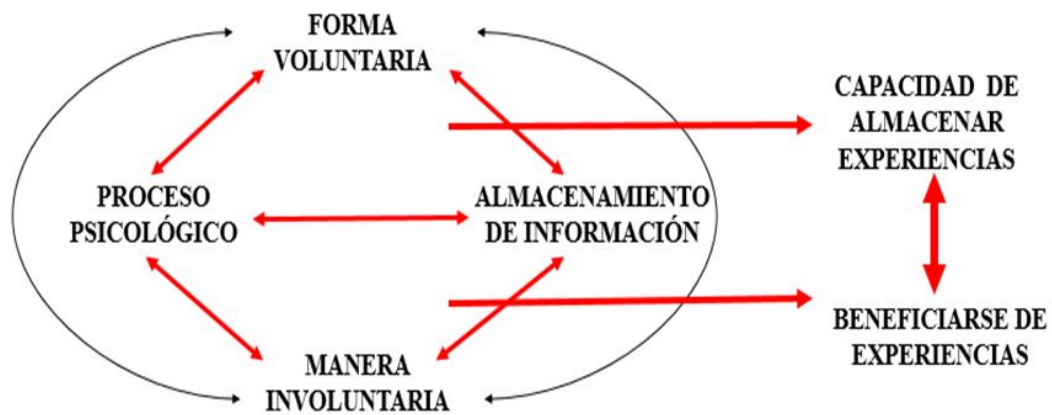 FORMA
VOLUNTARIA
CAPACIDAD DE
ALMACENAR
EXPERIENCIAS
PROCESO
PSICOLÓGICO
ALMACENAMIENTO
DE INFORMACIÓN
BENEFICIARSE DE
EXPERIENCIAS
MANERA
INVOLUNTARIA